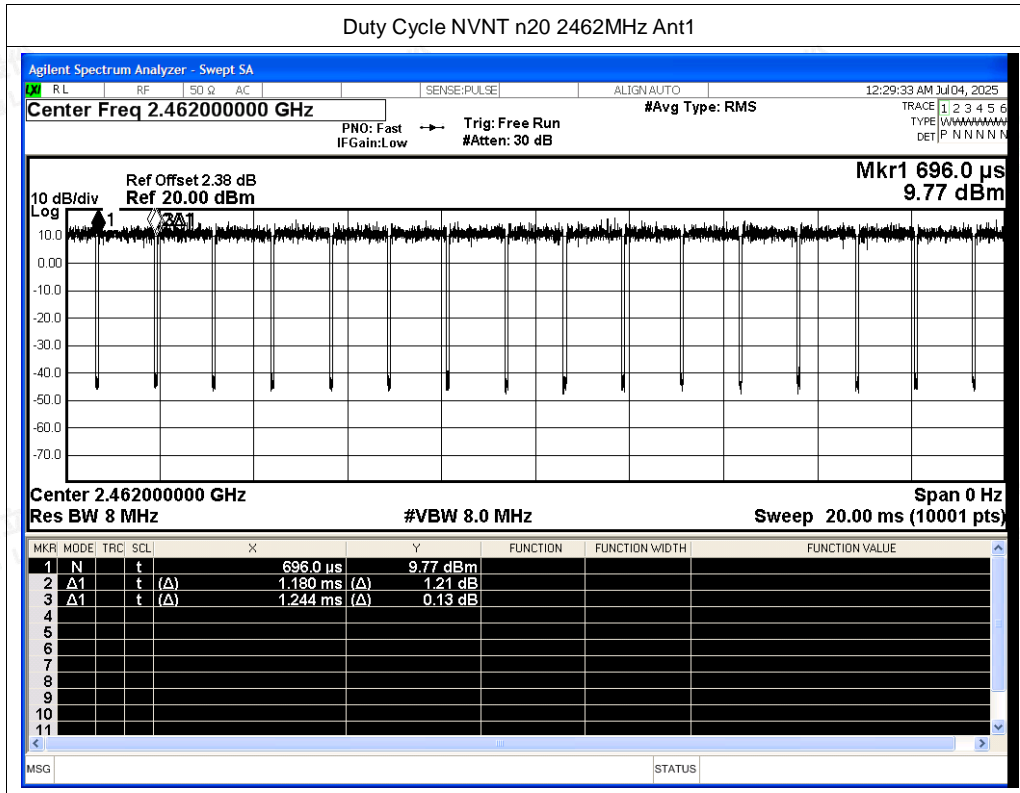 Duty Cycle NVNT n20 2462MHz Ant1
Agilent Spectrum Analyzer - Swept SA
LXI RL RF 50 Ω AC SENSE:PULSE ALIGN AUTO 12:29:33 AM Jul 04, 2025
Center Freq 2.462000000 GHz #Avg Type: RMS TRACE 1 2 3 4 5 6
PNO: Fast Trig: Free Run TYPE WWWWWW
IFGain:Low #Atten: 30 dB DET P N N N N N
Mkr1 696.0 µs
Ref Offset 2.38 dB
10 dB/div Ref 20.00 dBm 9.77 dBm
Log
1 3Δ1
10.0
0.00
-10.0
-20.0
-30.0
-40.0
-50.0
-60.0
-70.0
Center 2.462000000 GHz Span 0 Hz
Res BW 8 MHz #VBW 8.0 MHz Sweep 20.00 ms (10001 pts)
MKR MODE TRC SCL X Y FUNCTION FUNCTION WIDTH FUNCTION VALUE
1 N t 696.0 µs 9.77 dBm
2 Δ1 t (Δ) 1.180 ms (Δ) 1.21 dB
3 Δ1 t (Δ) 1.244 ms (Δ) 0.13 dB
4
5
6
7
8
9
10
11
MSG STATUS